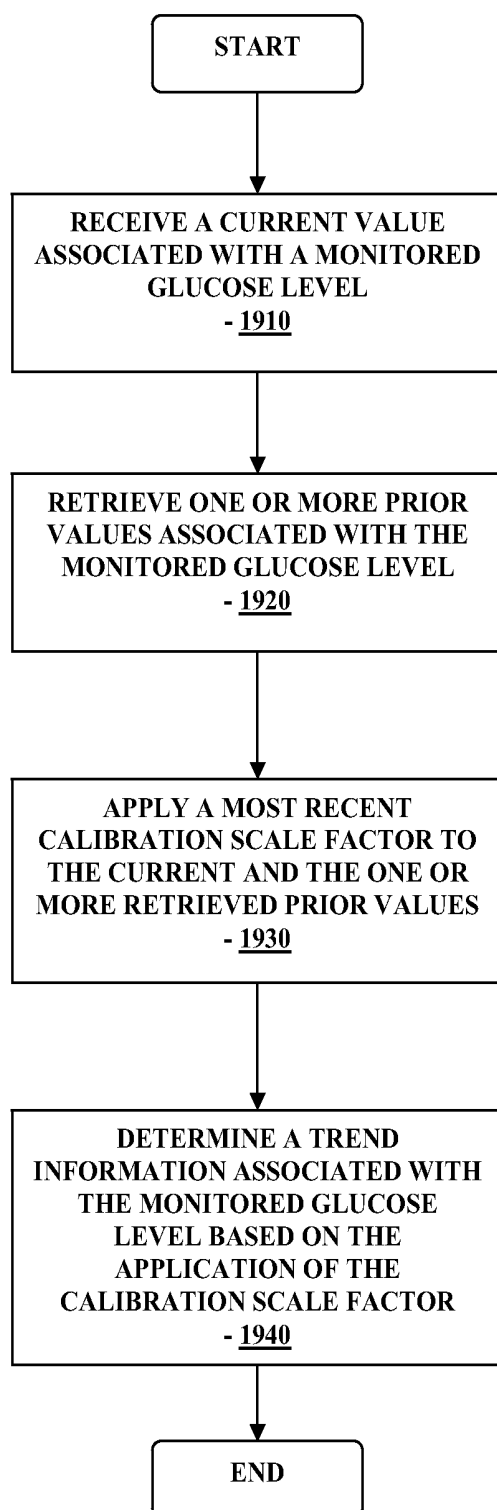 START
RECEIVE A CURRENT VALUE
ASSOCIATED WITH A MONITORED
GLUCOSE LEVEL
- 1910
RETRIEVE ONE OR MORE PRIOR
VALUES ASSOCIATED WITH THE
MONITORED GLUCOSE LEVEL
- 1920
APPLY A MOST RECENT
CALIBRATION SCALE FACTOR TO
THE CURRENT AND THE ONE OR
MORE RETRIEVED PRIOR VALUES
- 1930
DETERMINE A TREND
INFORMATION ASSOCIATED WITH
THE MONITORED GLUCOSE
LEVEL BASED ON THE
APPLICATION OF THE
CALIBRATION SCALE FACTOR
- 1940
END